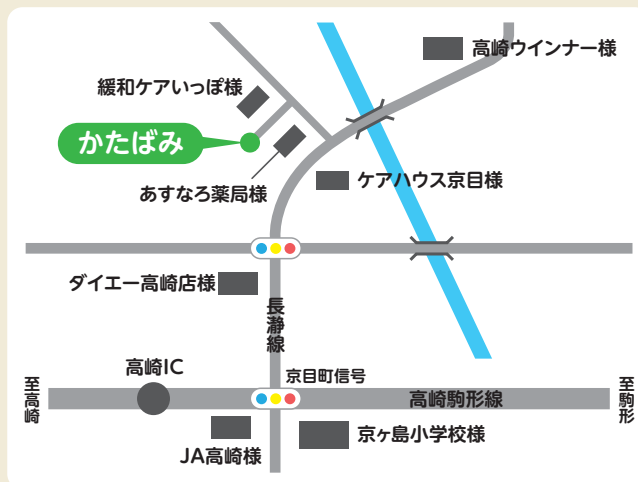 高崎ウインナー様
緩和ケアいっぽ様
かたばみ
あすなろ薬局様
ケアハウス京目様
ダイエー高崎店様
長瀞線
高崎IC
京目町信号
至高崎
高崎駒形線
至駒形
JA高崎様
京ヶ島小学校様